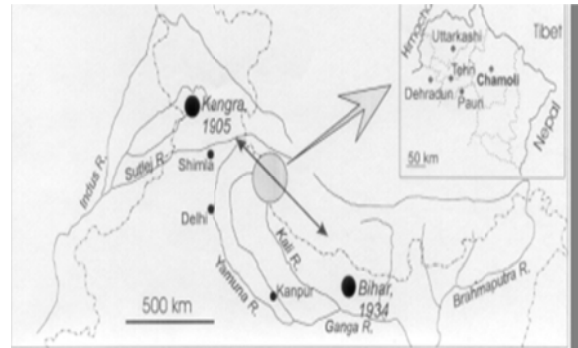 Himachal
Uttarkashi
Tibet
Tehri
Chamoli
Dehradun
Pauri
Nepal
50 km
Kangra,
1905
Indus R.
Sutlej R.
Shimla
Delhi
Kali R.
Yamuna R.
Kanpur
Bihar,
1934
Ganga R.
Brahmaputra R.
500 km